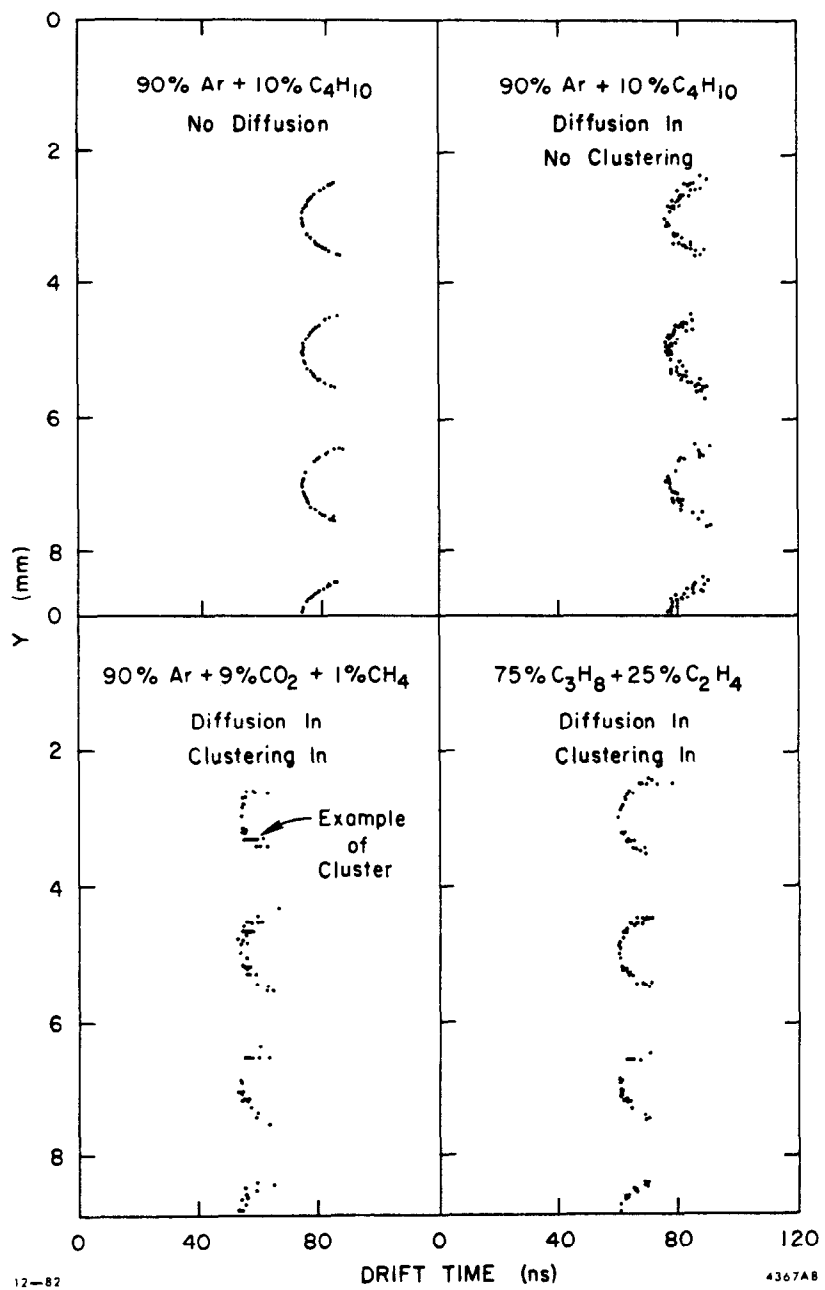 0
90% Ar + 10% C4H10
No Diffusion
90% Ar + 10% C4H10
Diffusion In
No Clustering
2
4
6
8
0
Y (mm)
90% Ar + 9% CO2 + 1% CH4
Diffusion In
Clustering In
75% C3H8 + 25% C2H4
Diffusion In
Clustering In
2
Example
of
Cluster
4
6
8
0 40 80 0 40 80 120
DRIFT TIME (ns)
12-82
4367A8